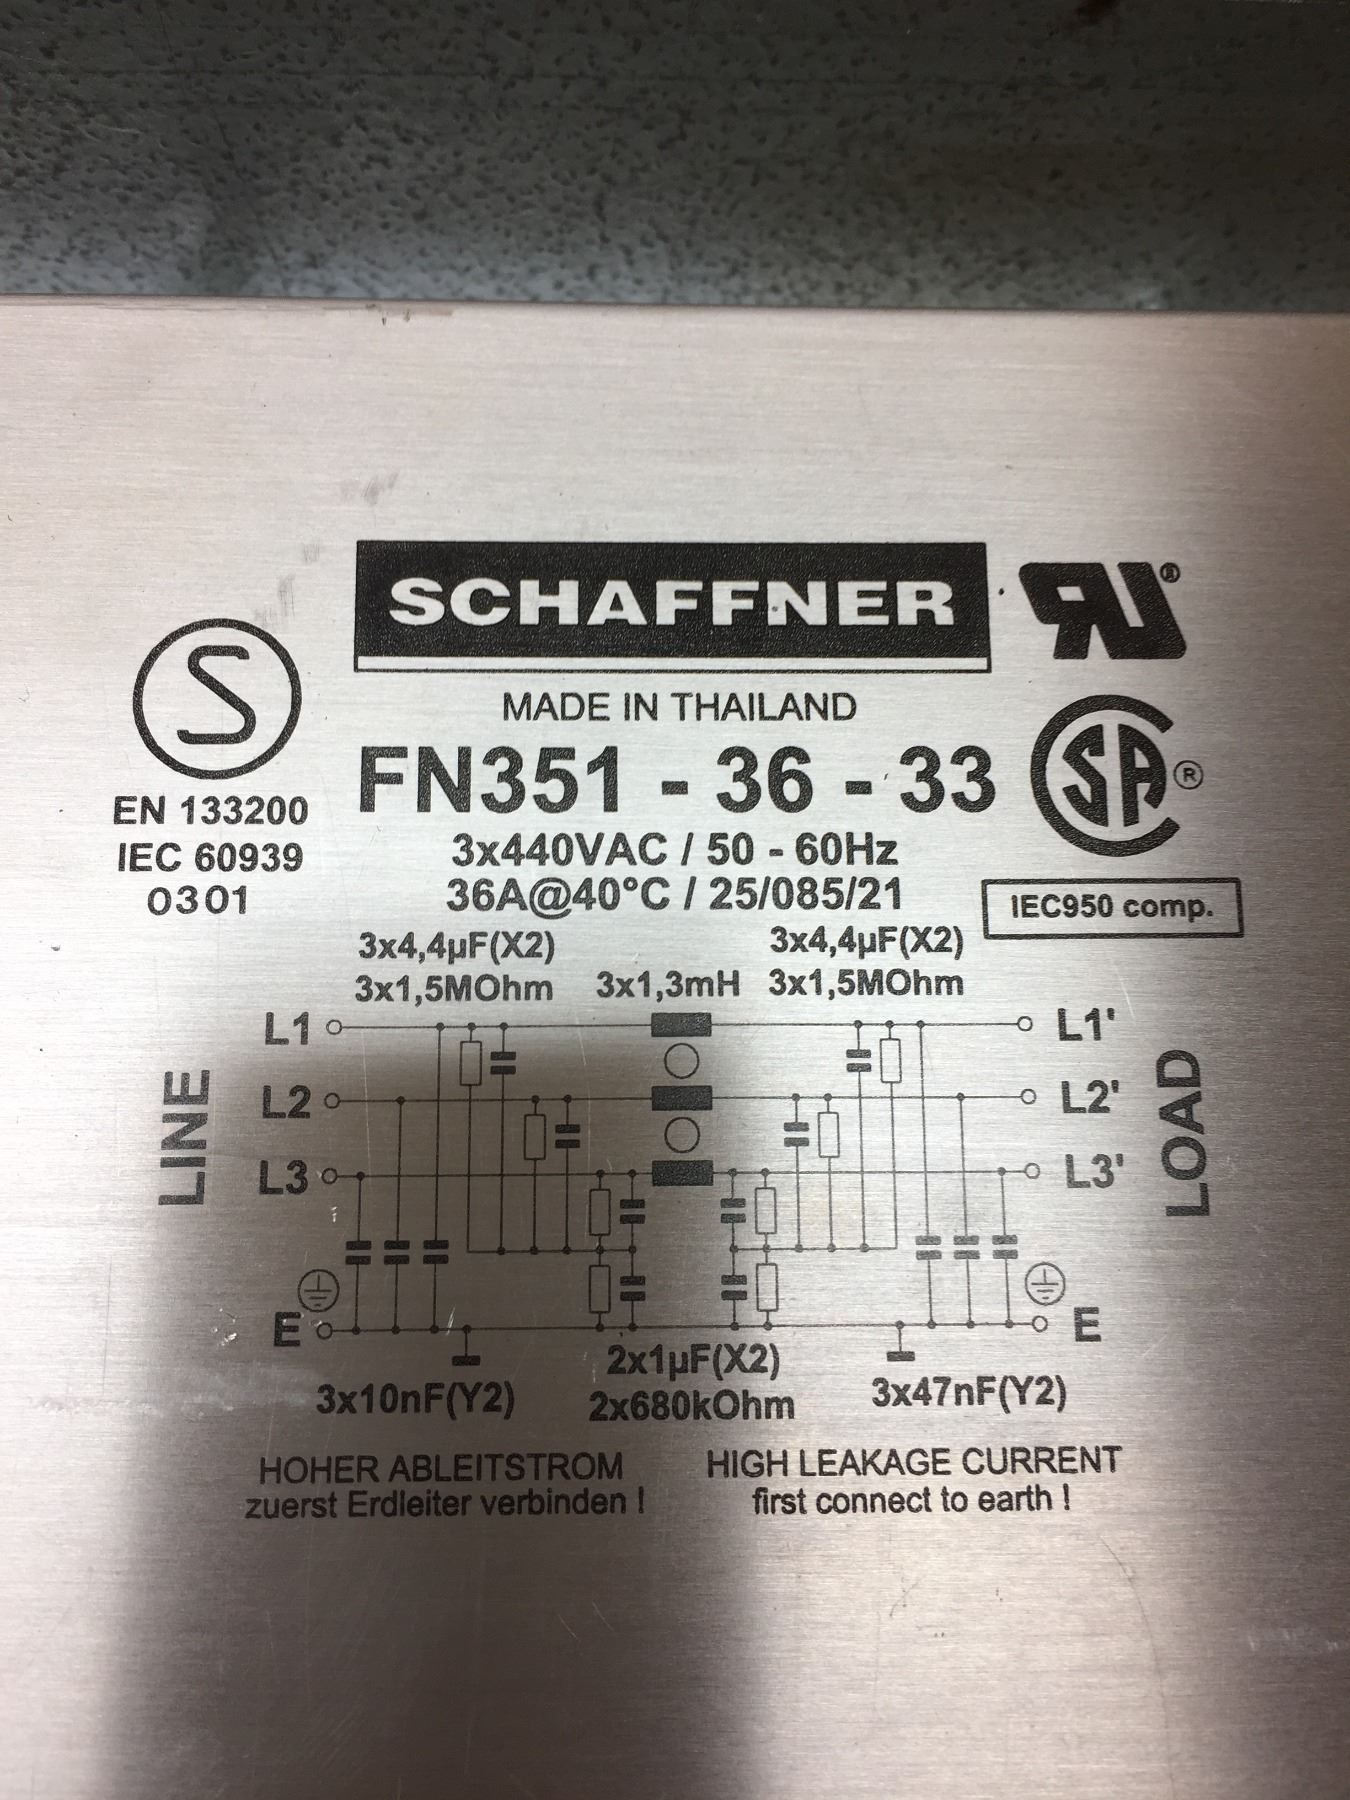 SCHAFFNER
MADE IN THAILAND
FN351 - 36 - 33
3x440VAC / 50 - 60Hz
36A@40°C / 25/085/21
S
EN 133200
IEC 60939
0301
RU®
CSA®
IEC950 comp.
3x4,4µF(X2)
3x1,5MOhm
3x1,3mH
3x4,4µF(X2)
3x1,5MOhm
LINE
L1
L2
L3
E
L1'
L2'
L3'
E
LOAD
3x10nF(Y2)
2x1µF(X2)
2x680kOhm
3x47nF(Y2)
HOHER ABLEITSTROM
zuerst Erdleiter verbinden !
HIGH LEAKAGE CURRENT
first connect to earth !